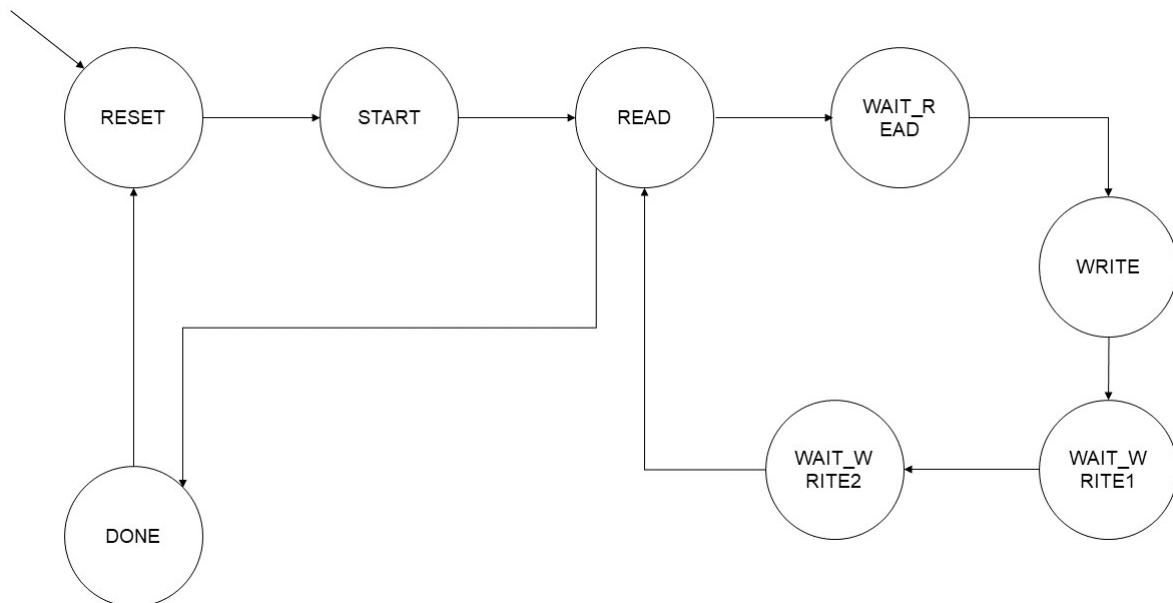 RESET
START
READ
WAIT_R
EAD
WRITE
WAIT_W
RITE2
WAIT_W
RITE1
DONE